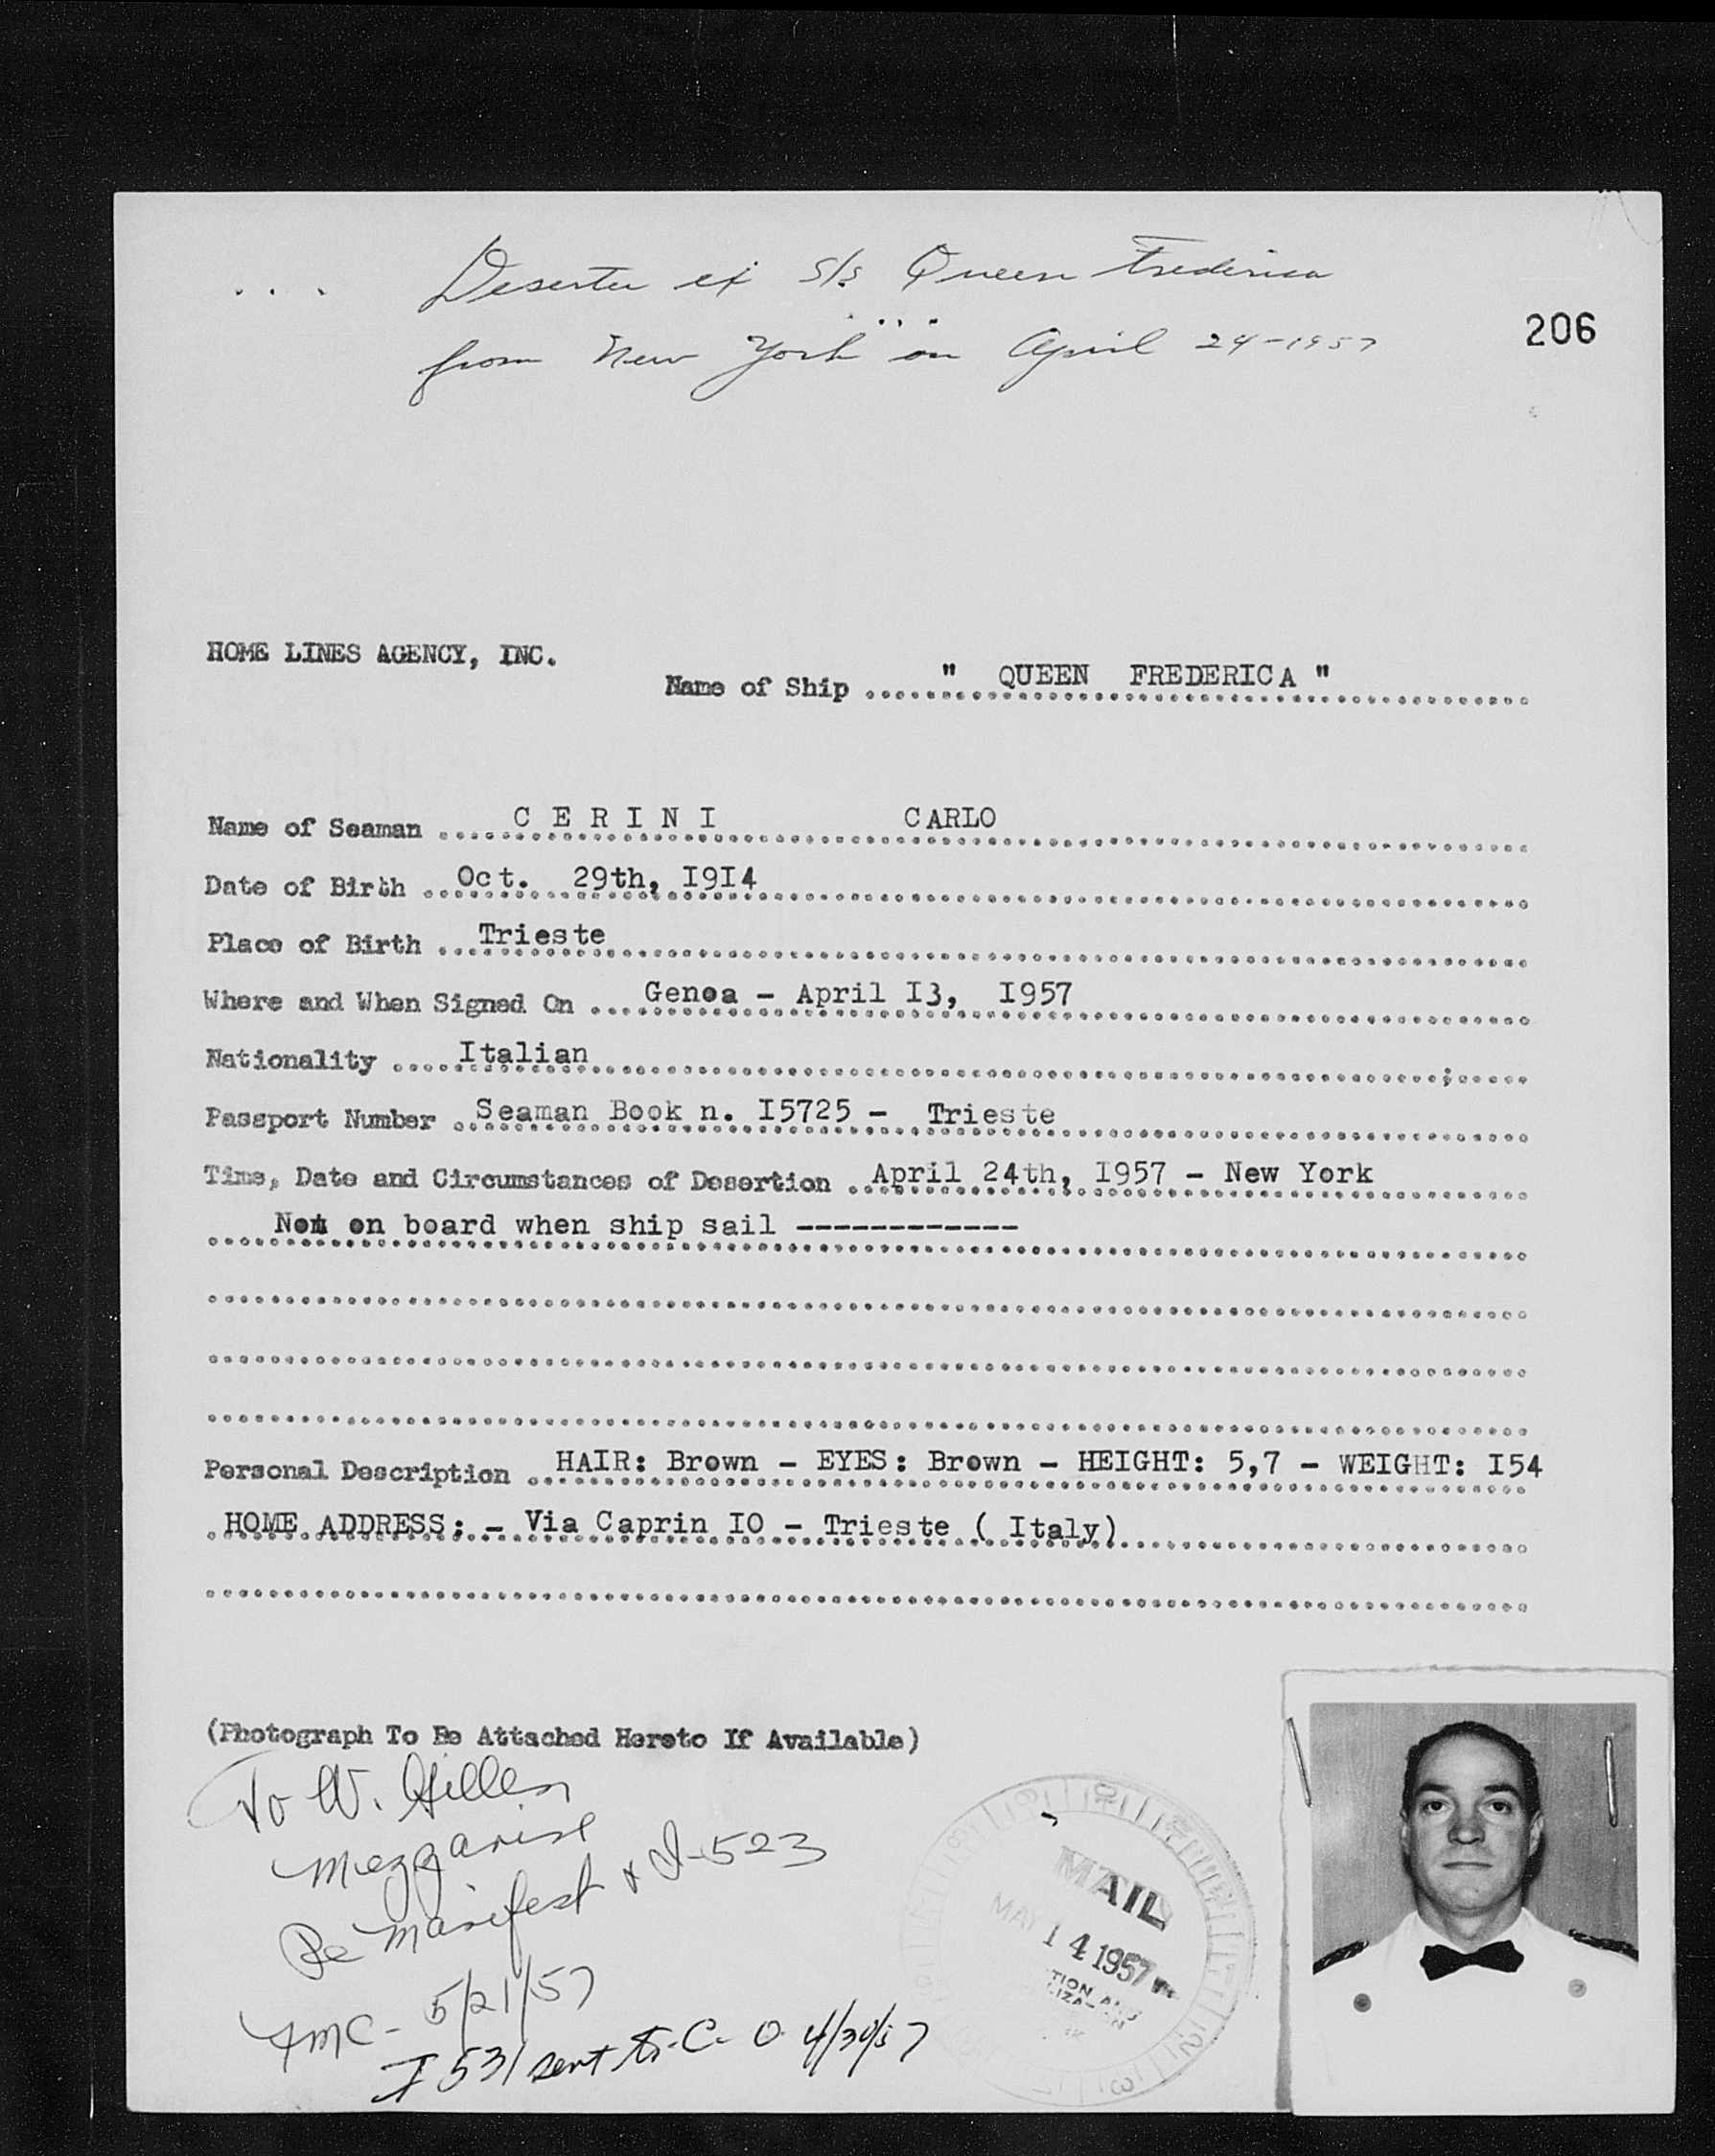 Deserter ex S/S Queen Frederica
from New York on April 24-1957
206
HOME LINES AGENCY, INC.
Name of Ship " QUEEN FREDERICA "
Name of Seaman C E R I N I CARLO
Date of Birth Oct. 29th, I9I4
Place of Birth Trieste
Where and When Signed On Genoa - April I3, I957
Nationality Italian
Passport Number Seaman Book n. I5725 - Trieste
Time, Date and Circumstances of Desertion April 24th, I957 - New York
Not on board when ship sail ------------
Personal Description HAIR: Brown - EYES: Brown - HEIGHT: 5,7 - WEIGHT: I54
HOME ADDRESS: - Via Caprin IO - Trieste ( Italy)
(Photograph To Be Attached Hereto If Available)
To W. Gillen
Mezzanine
Re Manifest & I-523
5/21/57
I 531 sent to C. O. 4/30/57
MAIL
MAY 14 1957